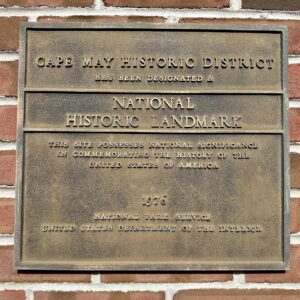 CAPE MAY HISTORIC DISTRICT
HAS BEEN DESIGNATED A
NATIONAL
HISTORIC LANDMARK
THIS SITE POSSESSES NATIONAL SIGNIFICANCE
IN COMMEMORATING THE HISTORY OF THE
UNITED STATES OF AMERICA
1976
NATIONAL PARK SERVICE
UNITED STATES DEPARTMENT OF THE INTERIOR